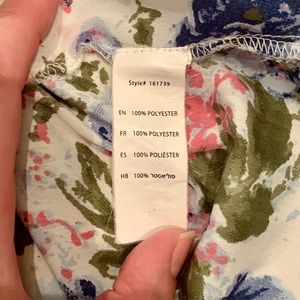 Style# 161739
EN 100% POLYESTER
FR 100% POLYESTER
ES 100% POLIÉSTER
HB 100% פוליאסטר